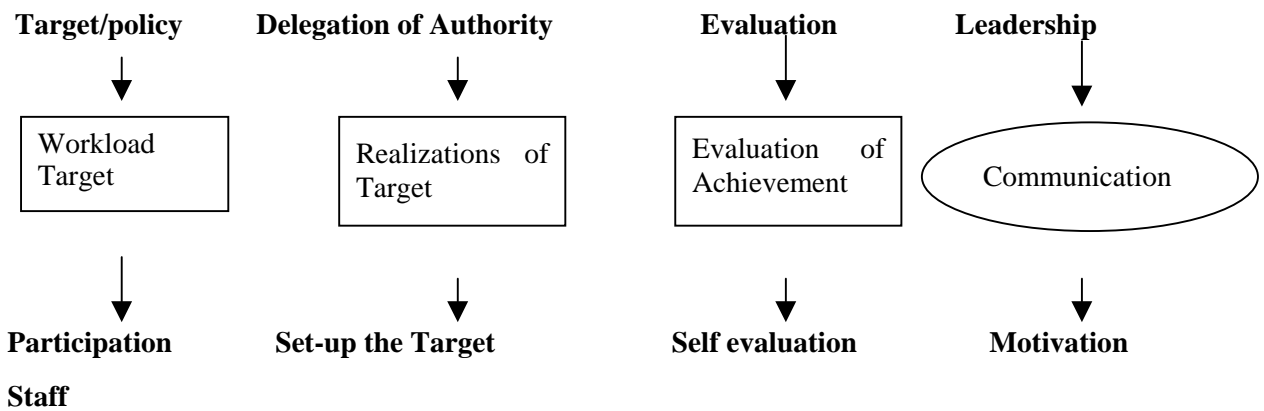 Target/policy Delegation of Authority Evaluation Leadership
Workload
Target
Realizations of
Target
Evaluation of
Achievement
Communication
Participation Set-up the Target Self evaluation Motivation
Staff